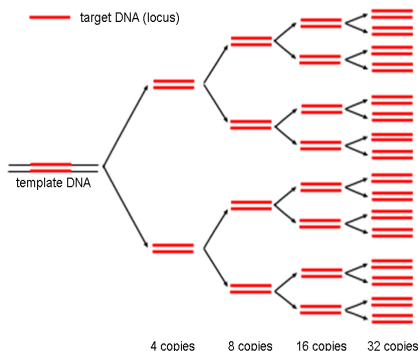 target DNA (locus)
template DNA
4 copies 8 copies 16 copies 32 copies